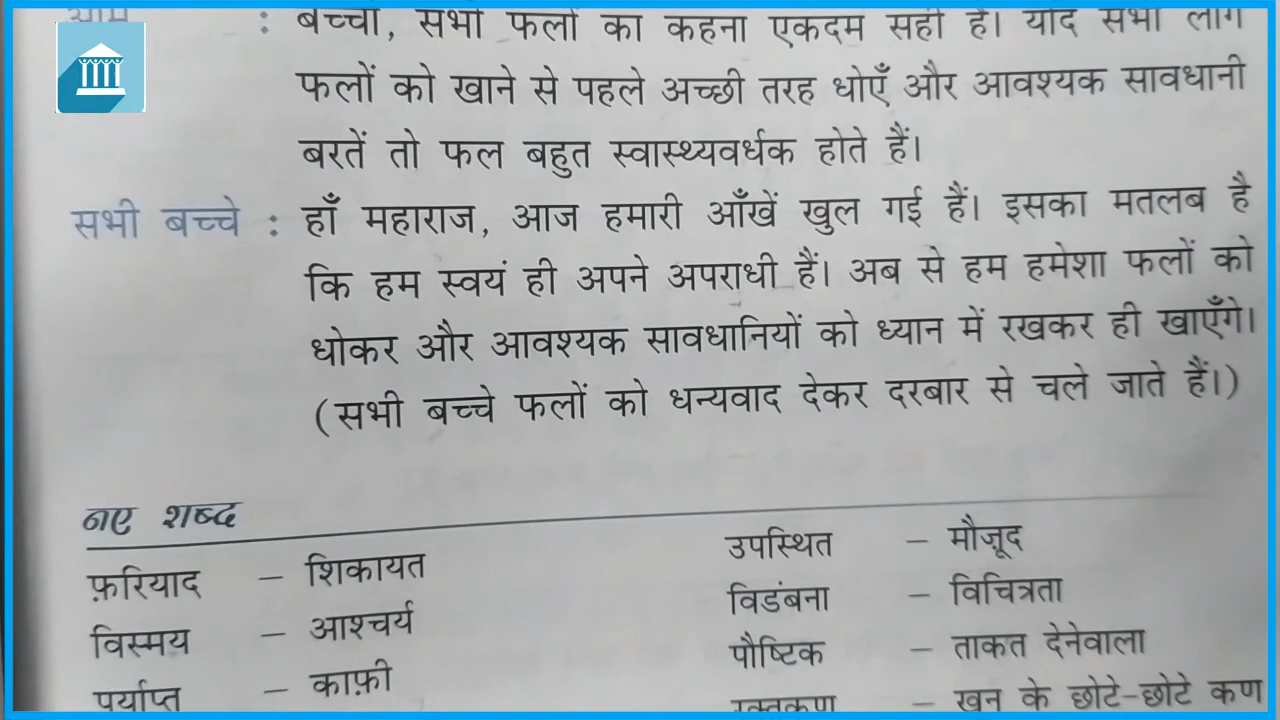 आम : बच्चो, सभी फलों का कहना एकदम सही है। यदि सभी लोग
फलों को खाने से पहले अच्छी तरह धोएँ और आवश्यक सावधानी
बरतें तो फल बहुत स्वास्थ्यवर्धक होते हैं।
सभी बच्चे : हाँ महाराज, आज हमारी आँखें खुल गई हैं। इसका मतलब है
कि हम स्वयं ही अपने अपराधी हैं। अब से हम हमेशा फलों को
धोकर और आवश्यक सावधानियों को ध्यान में रखकर ही खाएँगे।
(सभी बच्चे फलों को धन्यवाद देकर दरबार से चले जाते हैं।)
नए शब्द
फ़रियाद – शिकायत
विस्मय – आश्चर्य
पर्याप्त – काफ़ी
उपस्थित – मौजूद
विडंबना – विचित्रता
पौष्टिक – ताकत देनेवाला
रक्तकण – खून के छोटे-छोटे कण